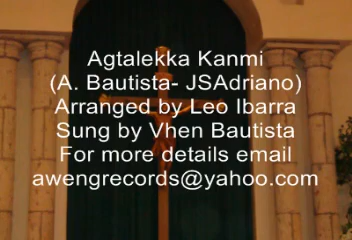 Agtalekka Kanmi
(A. Bautista- JSAdriano)
Arranged by Leo Ibarra
Sung by Vhen Bautista
For more details email
awengrecords@yahoo.com